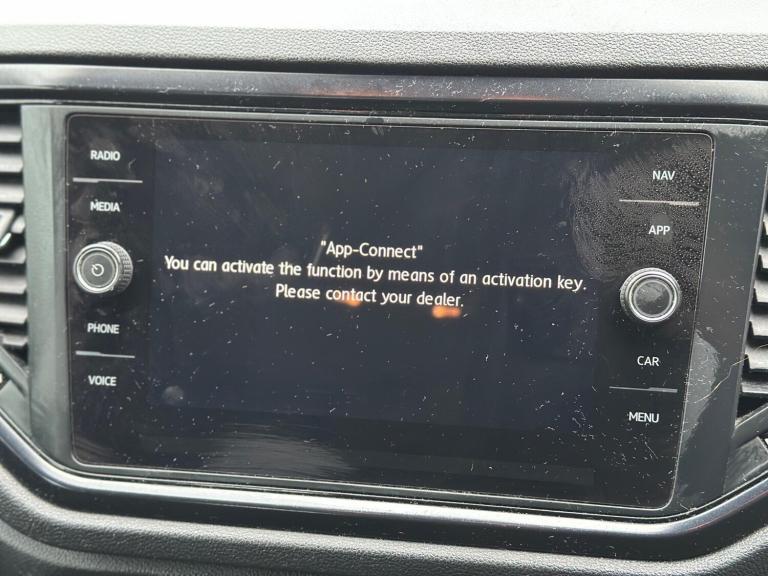 RADIO
MEDIA
PHONE
VOICE
"App-Connect"
You can activate the function by means of an activation key.
Please contact your dealer.
NAV
APP
CAR
MENU